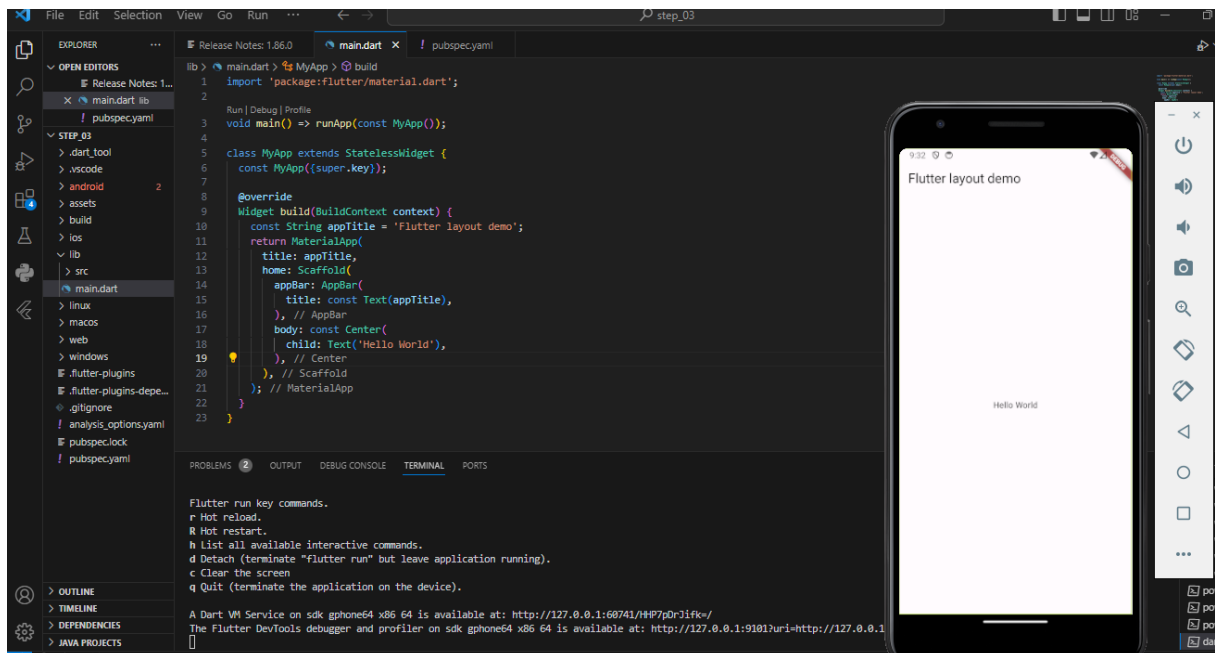 File Edit Selection View Go Run ···
step_03
EXPLORER ···
OPEN EDITORS
Release Notes: 1...
main.dart lib
pubspec.yaml
STEP_03
.dart_tool
.vscode
android 2
assets
build
ios
lib
src
main.dart
linux
macos
web
windows
.flutter-plugins
.flutter-plugins-depe...
.gitignore
analysis_options.yaml
pubspec.lock
pubspec.yaml
OUTLINE
TIMELINE
DEPENDENCIES
JAVA PROJECTS
4
Release Notes: 1.86.0 main.dart pubspec.yaml
lib > main.dart > MyApp > build
1 import 'package:flutter/material.dart';
2
Run | Debug | Profile
3 void main() => runApp(const MyApp());
4
5 class MyApp extends StatelessWidget {
6 const MyApp({super.key});
7
8 @override
9 Widget build(BuildContext context) {
10 const String appTitle = 'Flutter layout demo';
11 return MaterialApp(
12 title: appTitle,
13 home: Scaffold(
14 appBar: AppBar(
15 title: const Text(appTitle),
16 ), // AppBar
17 body: const Center(
18 child: Text('Hello World'),
19 ), // Center
20 ), // Scaffold
21 ); // MaterialApp
22 }
23 }
PROBLEMS 2 OUTPUT DEBUG CONSOLE TERMINAL PORTS
Flutter run key commands.
r Hot reload.
R Hot restart.
h List all available interactive commands.
d Detach (terminate "flutter run" but leave application running).
c Clear the screen
q Quit (terminate the application on the device).
A Dart VM Service on sdk gphone64 x86 64 is available at: http://127.0.0.1:60741/HHP7pDrJifk=/
The Flutter DevTools debugger and profiler on sdk gphone64 x86 64 is available at: http://127.0.0.1:9101?uri=http://127.0.0.1
9:32
Flutter layout demo
Hello World
po
po
po
da